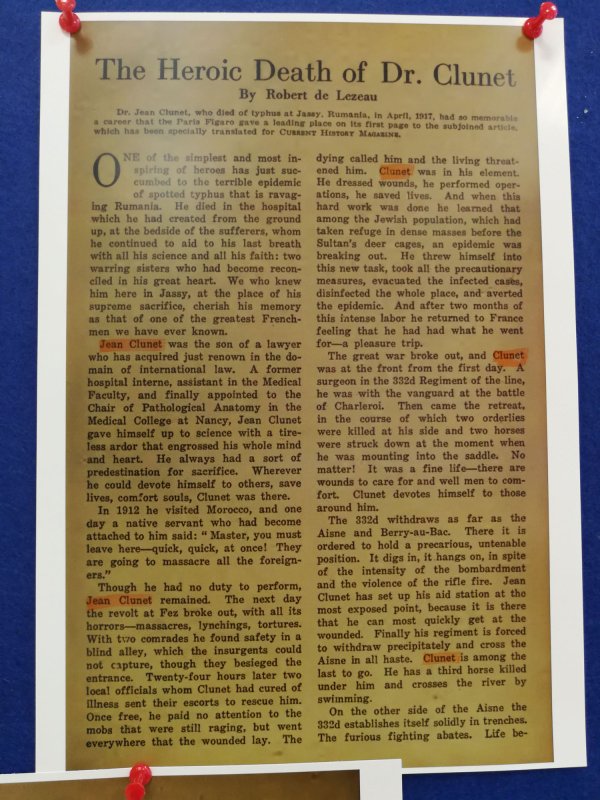 The Heroic Death of Dr. Clunet
By Robert de Lezeau
Dr. Jean Clunet, who died of typhus at Jassy, Rumania, in April, 1917, had so memorable
a career that the Paris Figaro gave a leading place on its first page to the subjoined article,
which has been specially translated for CURRENT HISTORY MAGAZINE.
ONE of the simplest and most in-
spiring of heroes has just suc-
cumbed to the terrible epidemic
of spotted typhus that is ravag-
ing Rumania. He died in the hospital
which he had created from the ground
up, at the bedside of the sufferers, whom
he continued to aid to his last breath
with all his science and all his faith: two
warring sisters who had become recon-
ciled in his great heart. We who knew
him here in Jassy, at the place of his
supreme sacrifice, cherish his memory
as that of one of the greatest French-
men we have ever known.
Jean Clunet was the son of a lawyer
who has acquired just renown in the do-
main of international law. A former
hospital interne, assistant in the Medical
Faculty, and finally appointed to the
Chair of Pathological Anatomy in the
Medical College at Nancy, Jean Clunet
gave himself up to science with a tire-
less ardor that engrossed his whole mind
and heart. He always had a sort of
predestination for sacrifice. Wherever
he could devote himself to others, save
lives, comfort souls, Clunet was there.
In 1912 he visited Morocco, and one
day a native servant who had become
attached to him said: “ Master, you must
leave here—quick, quick, at once! They
are going to massacre all the foreign-
ers.”
Though he had no duty to perform,
Jean Clunet remained. The next day
the revolt at Fez broke out, with all its
horrors—massacres, lynchings, tortures.
With two comrades he found safety in a
blind alley, which the insurgents could
not capture, though they besieged the
entrance. Twenty-four hours later two
local officials whom Clunet had cured of
illness sent their escorts to rescue him.
Once free, he paid no attention to the
mobs that were still raging, but went
everywhere that the wounded lay. The
dying called him and the living threat-
ened him. Clunet was in his element.
He dressed wounds, he performed oper-
ations, he saved lives. And when this
hard work was done he learned that
among the Jewish population, which had
taken refuge in dense masses before the
Sultan's deer cages, an epidemic was
breaking out. He threw himself into
this new task, took all the precautionary
measures, evacuated the infected cases,
disinfected the whole place, and averted
the epidemic. And after two months of
this intense labor he returned to France
feeling that he had had what he went
for—a pleasure trip.
The great war broke out, and Clunet
was at the front from the first day. A
surgeon in the 332d Regiment of the line,
he was with the vanguard at the battle
of Charleroi. Then came the retreat,
in the course of which two orderlies
were killed at his side and two horses
were struck down at the moment when
he was mounting into the saddle. No
matter! It was a fine life—there are
wounds to care for and well men to com-
fort. Clunet devotes himself to those
around him.
The 332d withdraws as far as the
Aisne and Berry-au-Bac. There it is
ordered to hold a precarious, untenable
position. It digs in, it hangs on, in spite
of the intensity of the bombardment
and the violence of the rifle fire. Jean
Clunet has set up his aid station at the
most exposed point, because it is there
that he can most quickly get at the
wounded. Finally his regiment is forced
to withdraw precipitately and cross the
Aisne in all haste. Clunet is among the
last to go. He has a third horse killed
under him and crosses the river by
swimming.
On the other side of the Aisne the
332d establishes itself solidly in trenches.
The furious fighting abates. Life be-